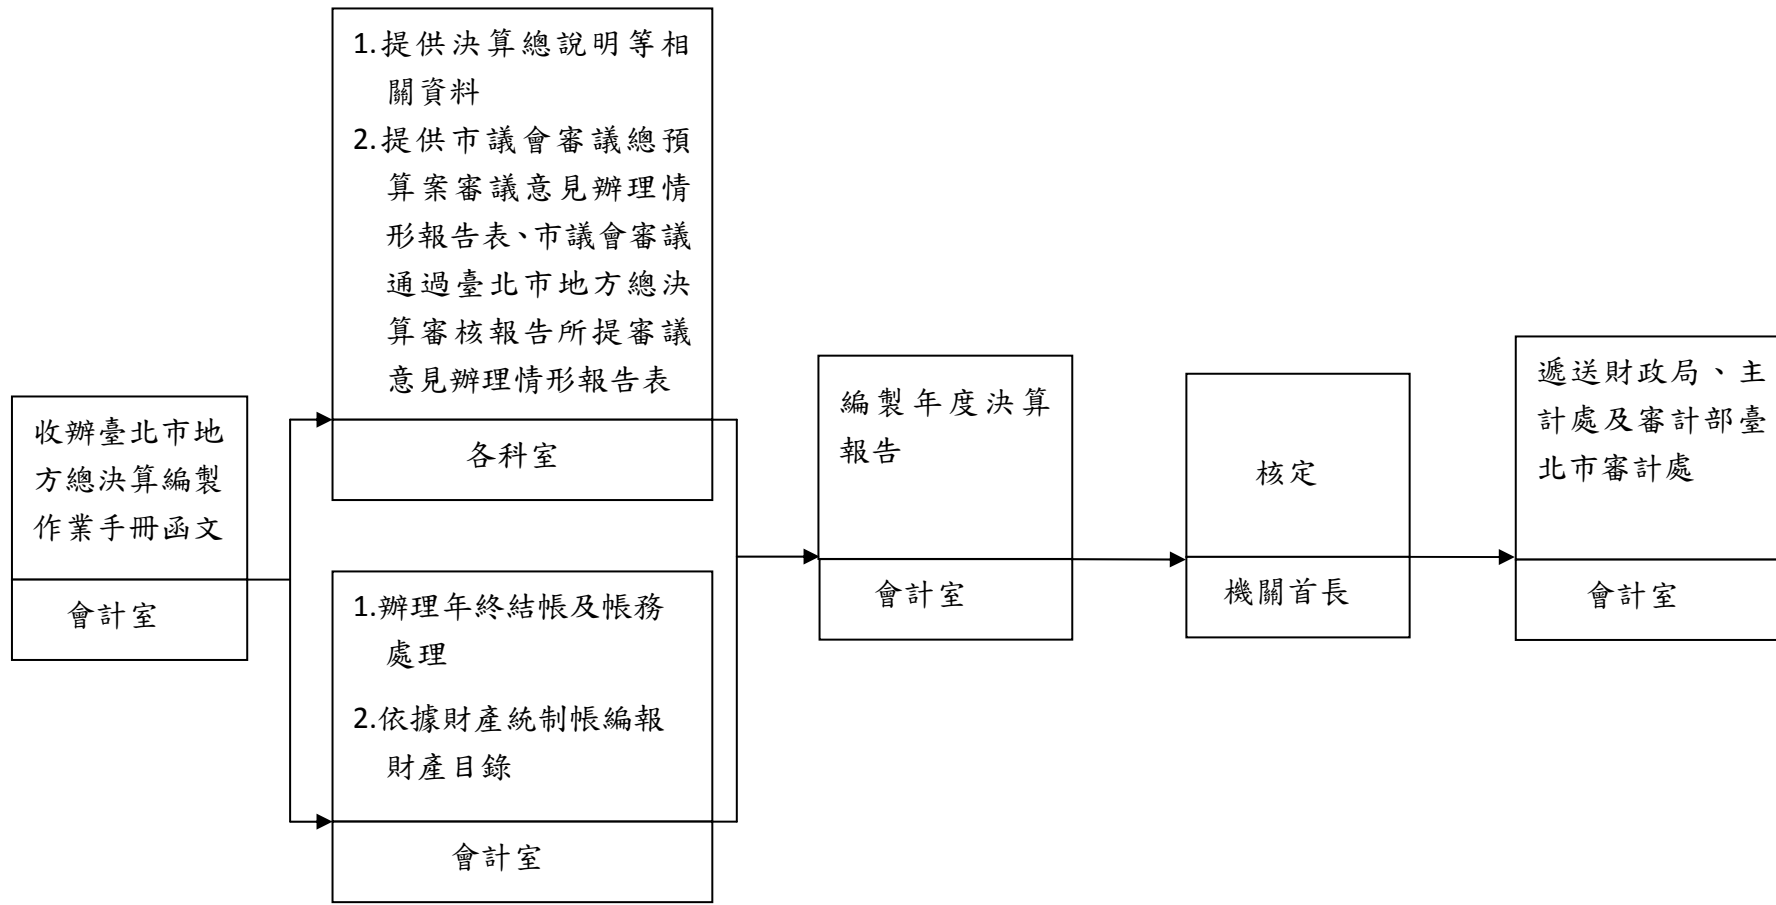 收辦臺北市地
方總決算編製
作業手冊函文
會計室
1.提供決算總說明等相
關資料
2.提供市議會審議總預
算案審議意見辦理情
形報告表、市議會審議
通過臺北市地方總決
算審核報告所提審議
意見辦理情形報告表
各科室
1.辦理年終結帳及帳務
處理
2.依據財產統制帳編報
財產目錄
會計室
編製年度決算
報告
會計室
核定
機關首長
遞送財政局、主
計處及審計部臺
北市審計處
會計室